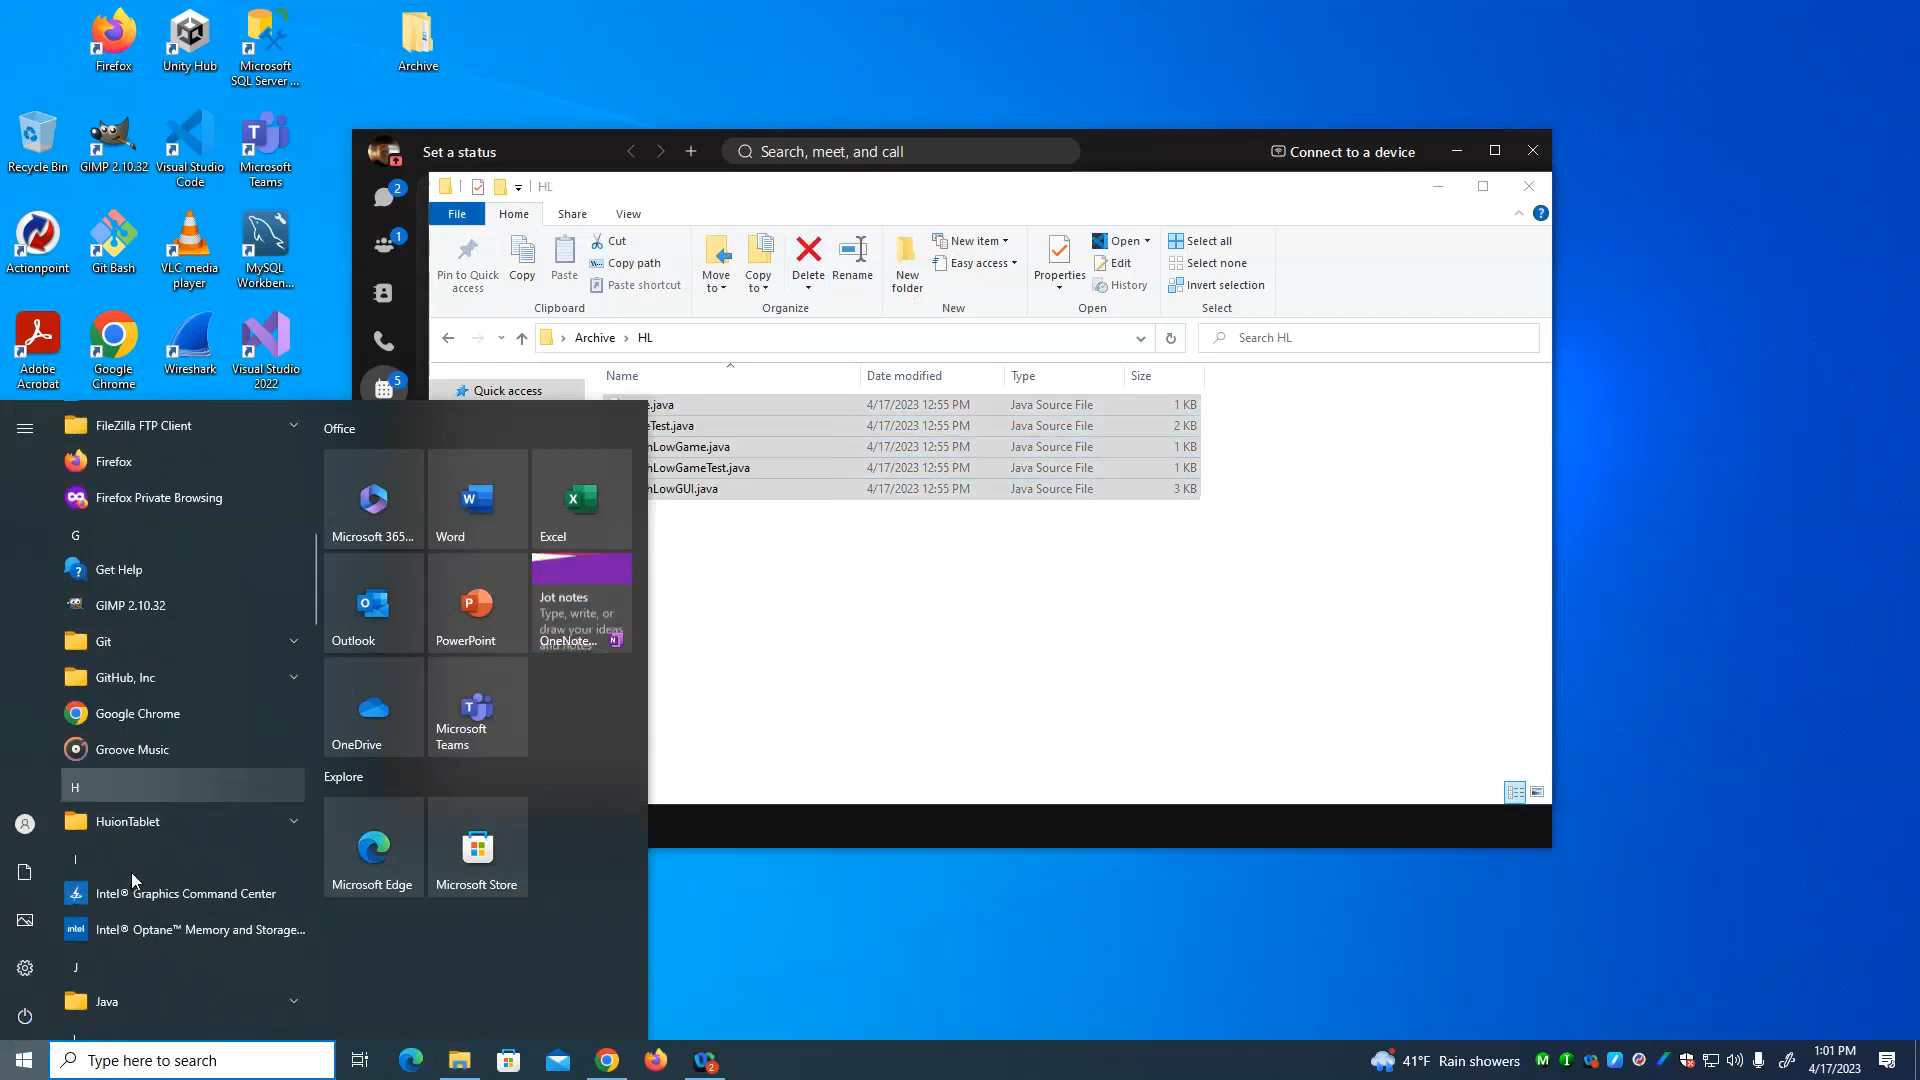 Firefox
Unity Hub
Microsoft
SQL Server ...
Archive
Recycle Bin
GIMP 2.10.32
Visual Studio
Code
Microsoft
Teams
Actionpoint
Git Bash
VLC media
player
MySQL
Workben...
Adobe
Acrobat
Google
Chrome
Wireshark
Visual Studio
2022
Set a status
Search, meet, and call
Connect to a device
2
1
5
HL
File
Home
Share
View
Pin to Quick
access
Copy
Paste
Cut
Copy path
Paste shortcut
Clipboard
Move
to
Copy
to
Delete
Rename
Organize
New
folder
New item
Easy access
New
Properties
Open
Edit
History
Open
Select all
Select none
Invert selection
Select
Archive
HL
Search HL
Name
Date modified
Type
Size
Quick access
e.java 4/17/2023 12:55 PM Java Source File 1 KB
eTest.java 4/17/2023 12:55 PM Java Source File 2 KB
hLowGame.java 4/17/2023 12:55 PM Java Source File 1 KB
hLowGameTest.java 4/17/2023 12:55 PM Java Source File 1 KB
hLowGUI.java 4/17/2023 12:55 PM Java Source File 3 KB
FileZilla FTP Client
Firefox
Firefox Private Browsing
G
Get Help
GIMP 2.10.32
Git
GitHub, Inc
Google Chrome
Groove Music
H
HuionTablet
I
Intel® Graphics Command Center
Intel® Optane™ Memory and Storage...
J
Java
Office
Microsoft 365...
Word
Excel
Outlook
PowerPoint
Jot notes
Type, write, or
draw your ideas
and notes
OneNote...
OneDrive
Microsoft
Teams
Explore
Microsoft Edge
Microsoft Store
Type here to search
2
41°F Rain showers
1:01 PM
4/17/2023